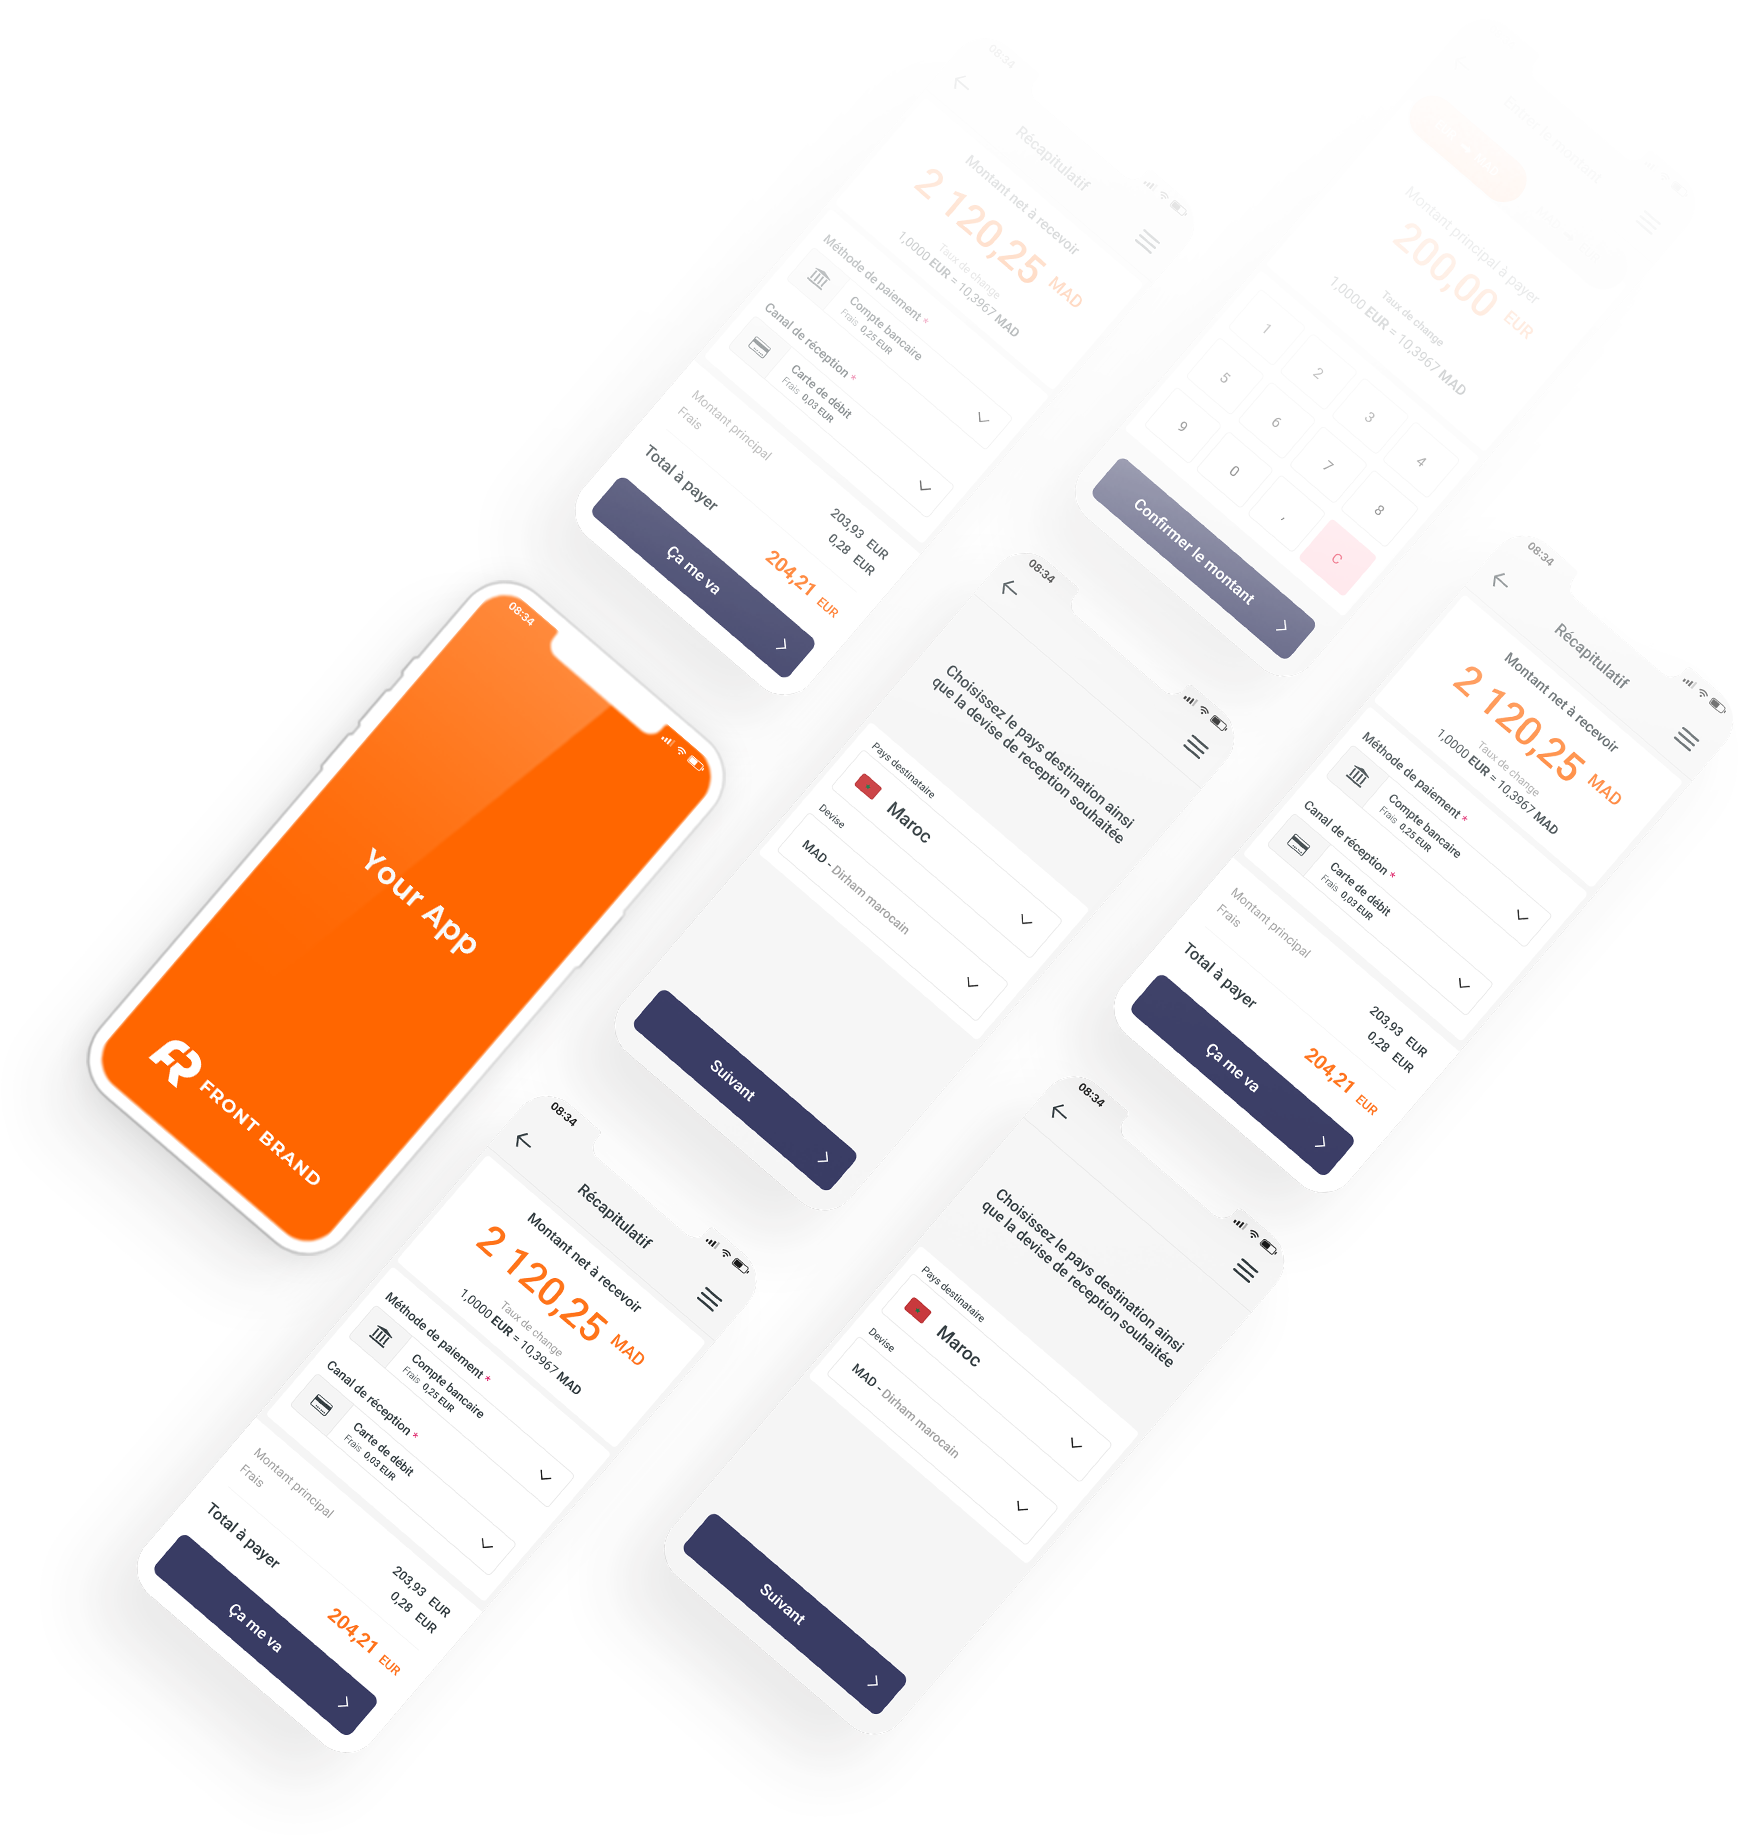 08:34
Récapitulatif
Montant net à recevoir
2 120,25 MAD
Taux de change
1,0000 EUR = 10,3967 MAD
Méthode de paiement *
Compte bancaire
Frais 0,25 EUR
Canal de réception *
Carte de débit
Frais 0,03 EUR
Montant principal
203,93 EUR
Frais
0,28 EUR
Total à payer
204,21 EUR
Ça me va
Montant principal à payer
200,00 EUR
Taux de change
1,0000 EUR = 10,3967 MAD
1
2
3
4
5
6
7
8
9
0
,
C
Confirmer le montant
08:34
Your App
FR
FRONT BRAND
08:34
Choisissez le pays destination ainsi
que la devise de reception souhaitée
Pays destinataire
Maroc
Devise
MAD - Dirham marocain
Suivant
08:34
Récapitulatif
Montant net à recevoir
2 120,25 MAD
Taux de change
1,0000 EUR = 10,3967 MAD
Méthode de paiement *
Compte bancaire
Frais 0,25 EUR
Canal de réception *
Carte de débit
Frais 0,03 EUR
Montant principal
203,93 EUR
Frais
0,28 EUR
Total à payer
204,21 EUR
Ça me va
08:34
Récapitulatif
Montant net à recevoir
2 120,25 MAD
Taux de change
1,0000 EUR = 10,3967 MAD
Méthode de paiement *
Compte bancaire
Frais 0,25 EUR
Canal de réception *
Carte de débit
Frais 0,03 EUR
Montant principal
203,93 EUR
Frais
0,28 EUR
Total à payer
204,21 EUR
Ça me va
08:34
Choisissez le pays destination ainsi
que la devise de reception souhaitée
Pays destinataire
Maroc
Devise
MAD - Dirham marocain
Suivant